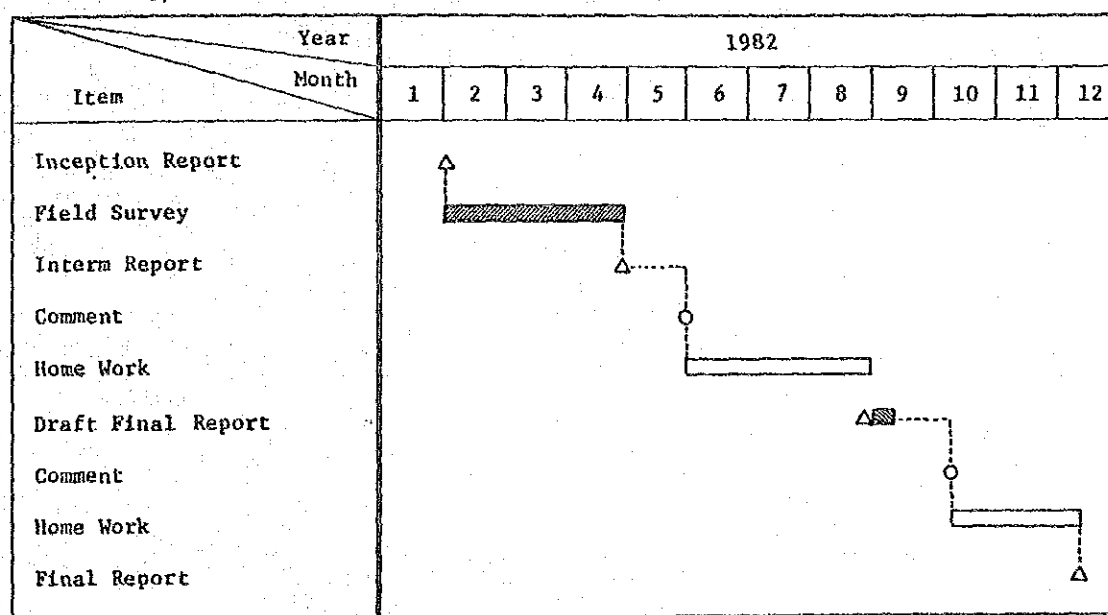 Year
1982
Month
Item
1 2 3 4 5 6 7 8 9 10 11 12
Inception Report
Field Survey
Interm Report
Comment
Home Work
Draft Final Report
Comment
Home Work
Final Report